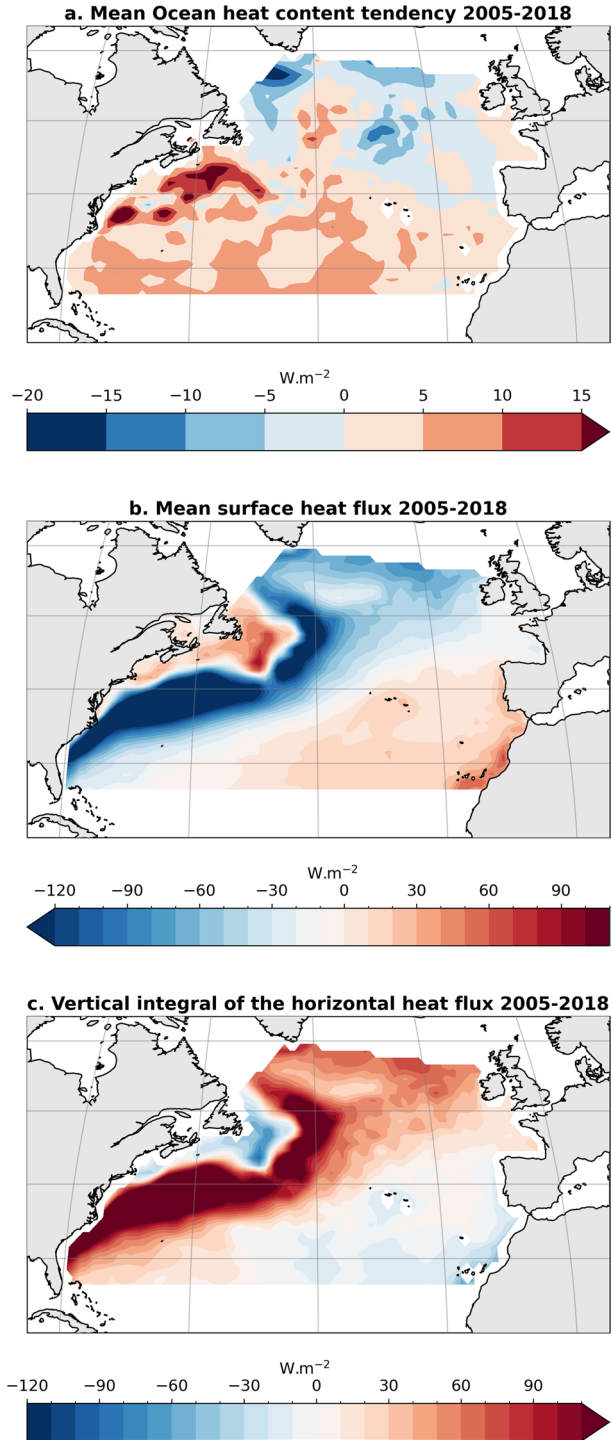 a. Mean Ocean heat content tendency 2005-2018
W.m−2
−20 −15 −10 −5 0 5 10 15
b. Mean surface heat flux 2005-2018
W.m−2
−120 −90 −60 −30 0 30 60 90
c. Vertical integral of the horizontal heat flux 2005-2018
W.m−2
−120 −90 −60 −30 0 30 60 90